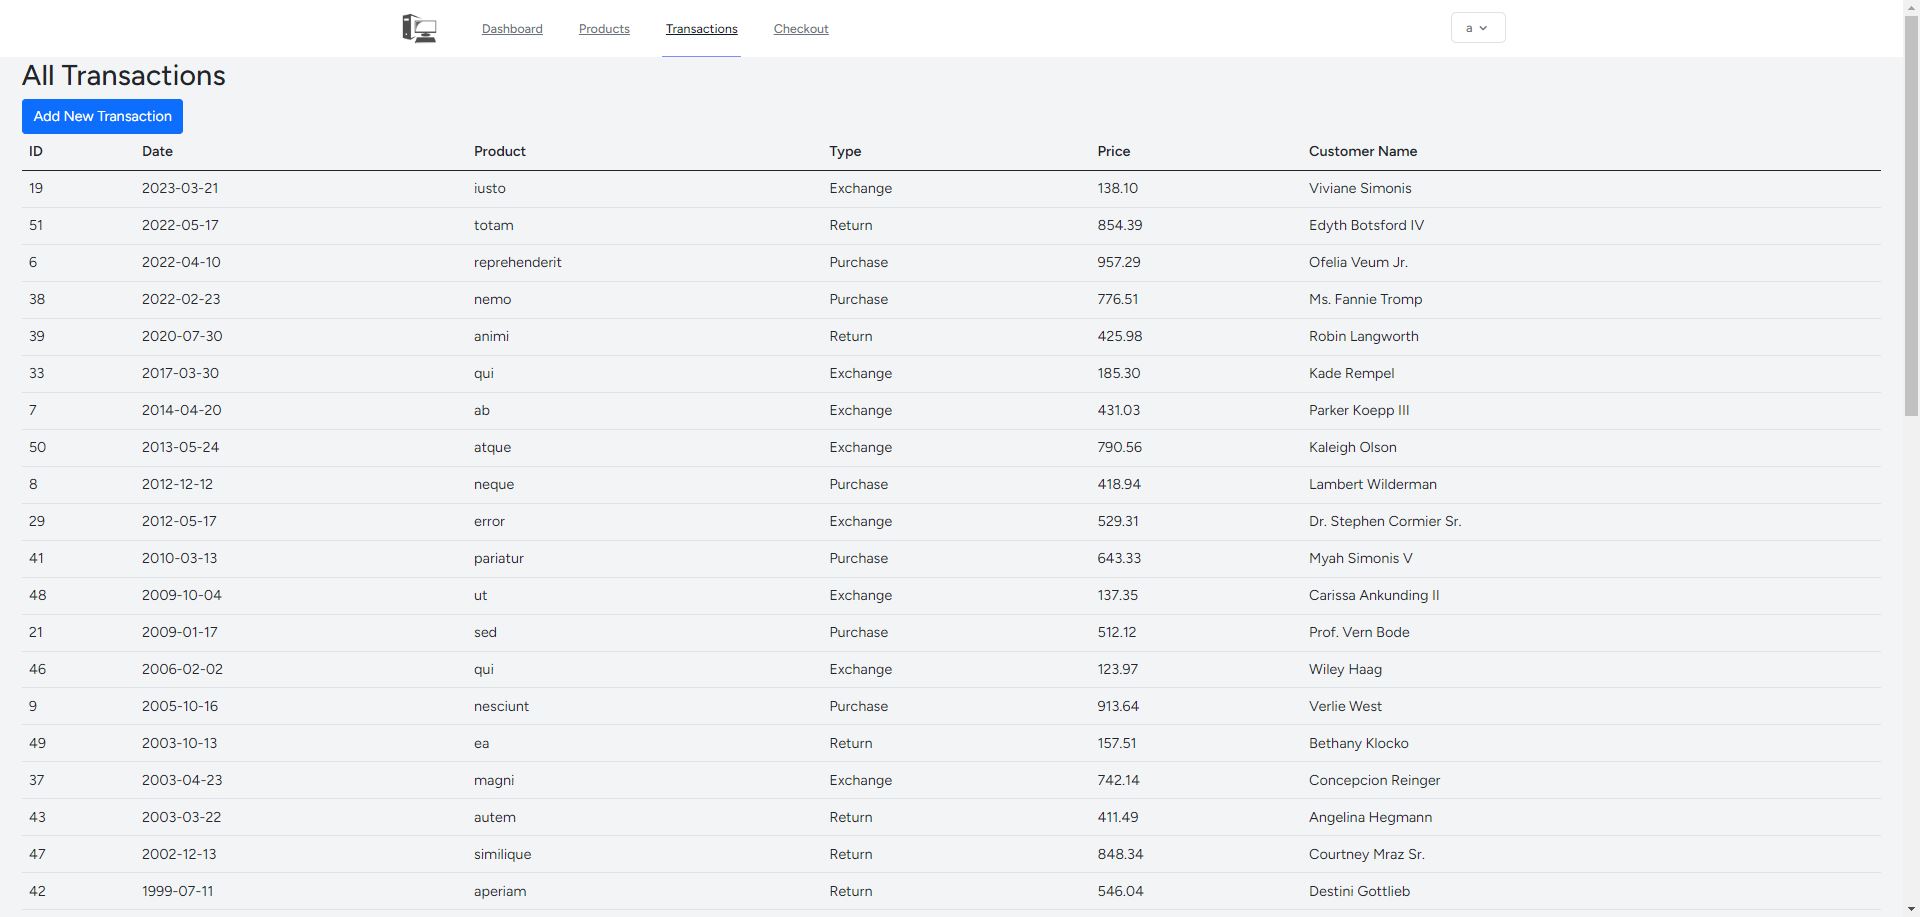 Dashboard Products Transactions Checkout a
All Transactions
Add New Transaction
ID Date Product Type Price Customer Name
19 2023-03-21 iusto Exchange 138.10 Viviane Simonis
51 2022-05-17 totam Return 854.39 Edyth Botsford IV
6 2022-04-10 reprehenderit Purchase 957.29 Ofelia Veum Jr.
38 2022-02-23 nemo Purchase 776.51 Ms. Fannie Tromp
39 2020-07-30 animi Return 425.98 Robin Langworth
33 2017-03-30 qui Exchange 185.30 Kade Rempel
7 2014-04-20 ab Exchange 431.03 Parker Koepp III
50 2013-05-24 atque Exchange 790.56 Kaleigh Olson
8 2012-12-12 neque Purchase 418.94 Lambert Wilderman
29 2012-05-17 error Exchange 529.31 Dr. Stephen Cormier Sr.
41 2010-03-13 pariatur Purchase 643.33 Myah Simonis V
48 2009-10-04 ut Exchange 137.35 Carissa Ankunding II
21 2009-01-17 sed Purchase 512.12 Prof. Vern Bode
46 2006-02-02 qui Exchange 123.97 Wiley Haag
9 2005-10-16 nesciunt Purchase 913.64 Verlie West
49 2003-10-13 ea Return 157.51 Bethany Klocko
37 2003-04-23 magni Exchange 742.14 Concepcion Reinger
43 2003-03-22 autem Return 411.49 Angelina Hegmann
47 2002-12-13 similique Return 848.34 Courtney Mraz Sr.
42 1999-07-11 aperiam Return 546.04 Destini Gottlieb